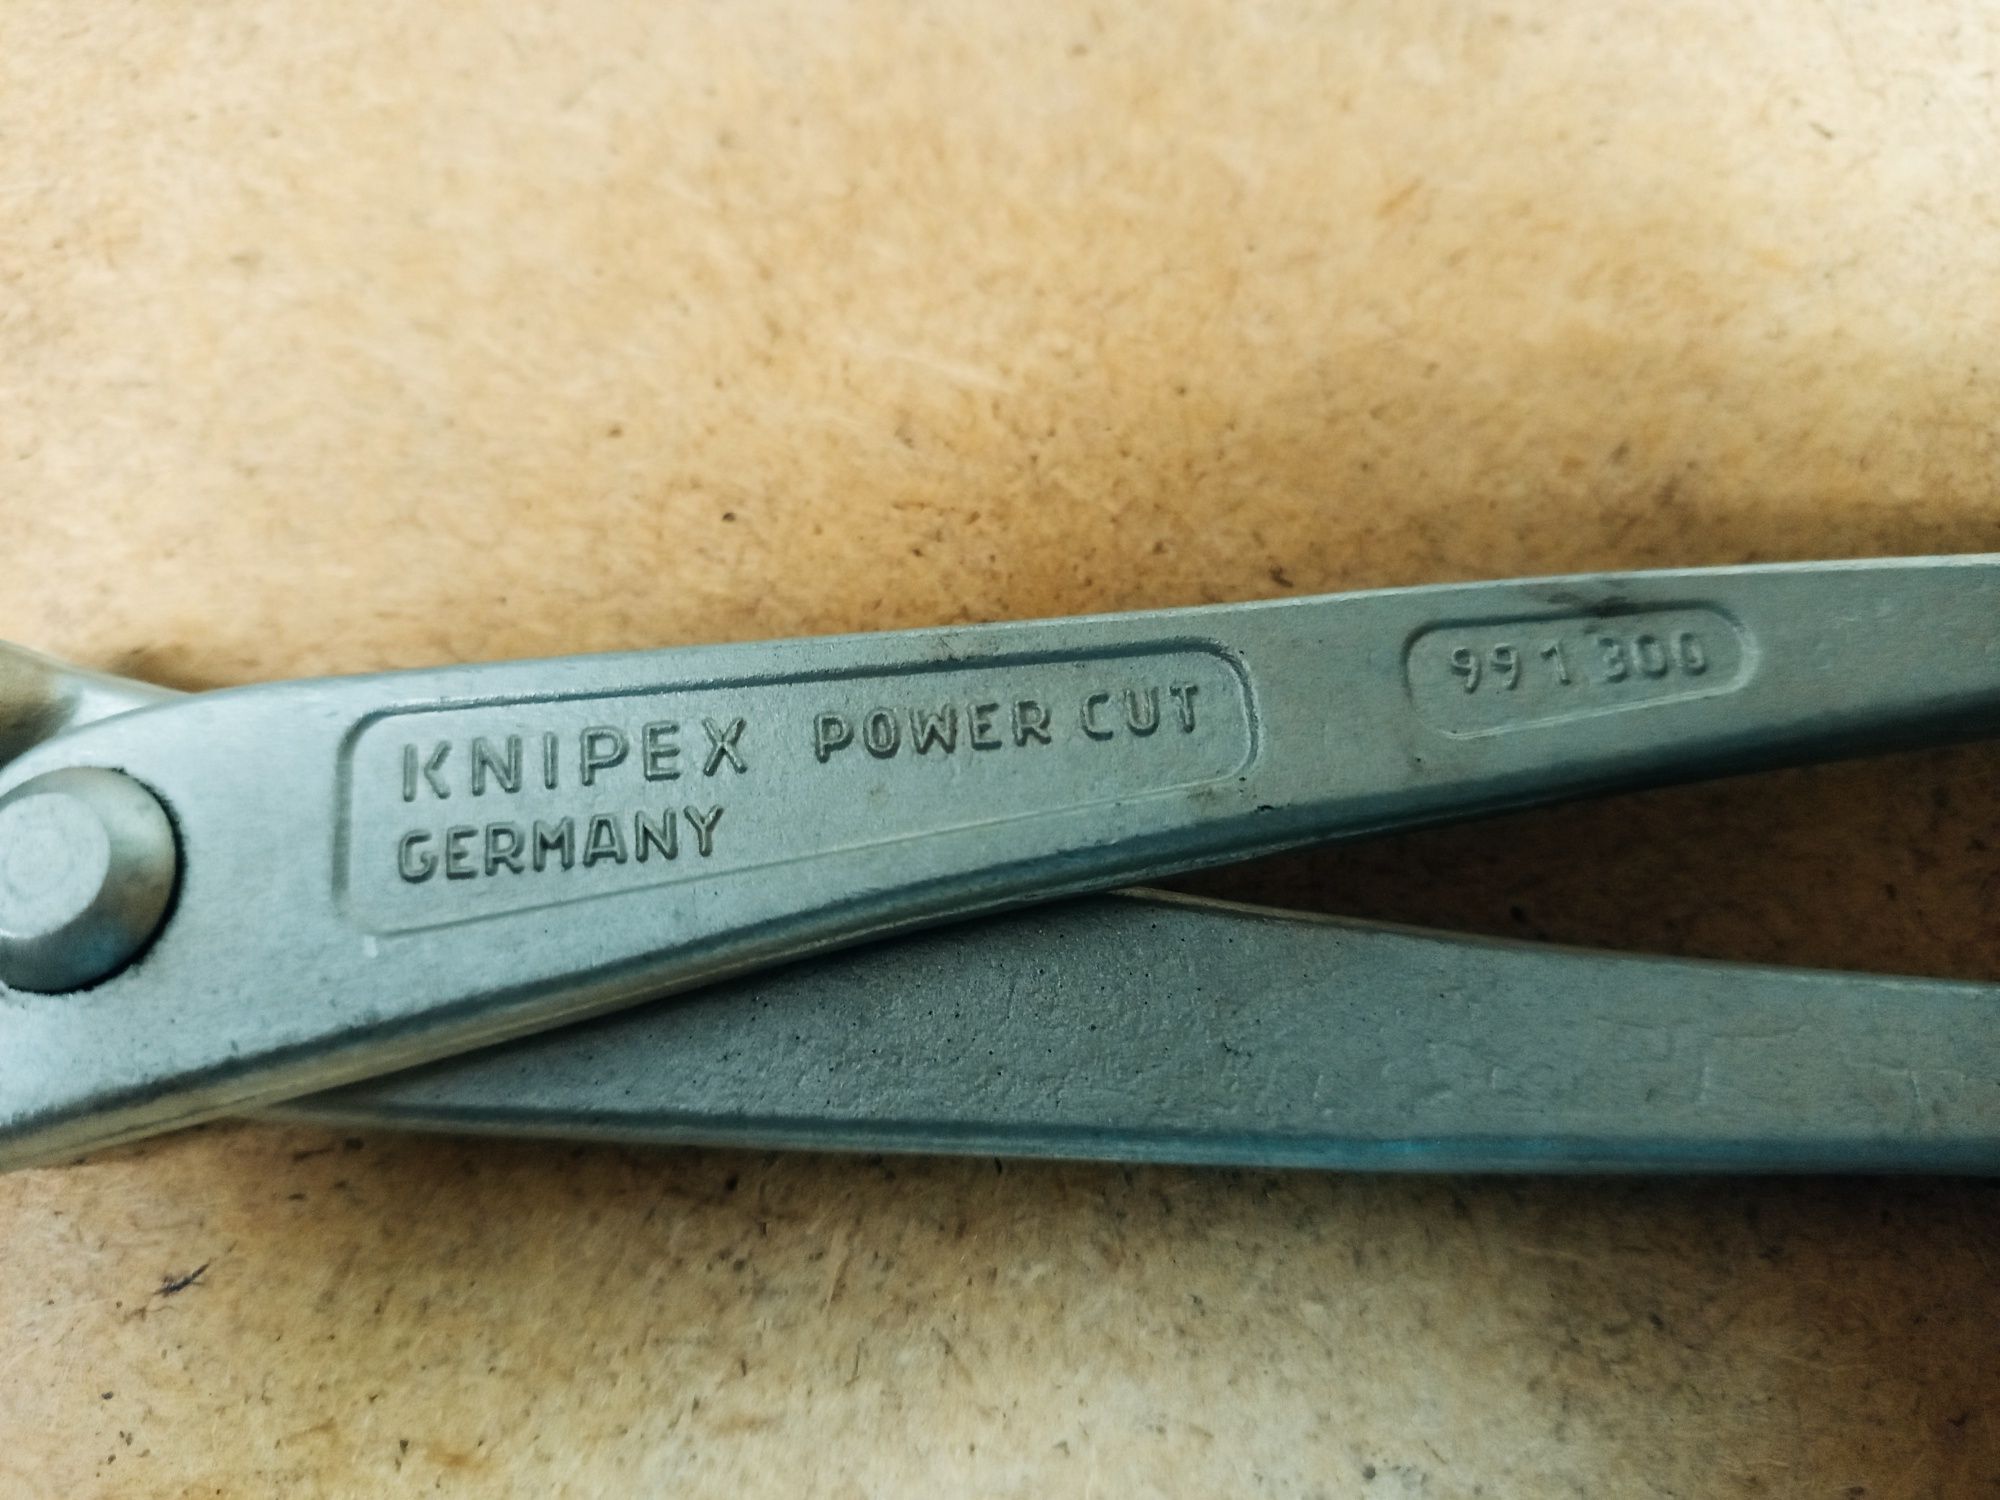 KNIPEX POWER CUT
GERMANY
99 1 300